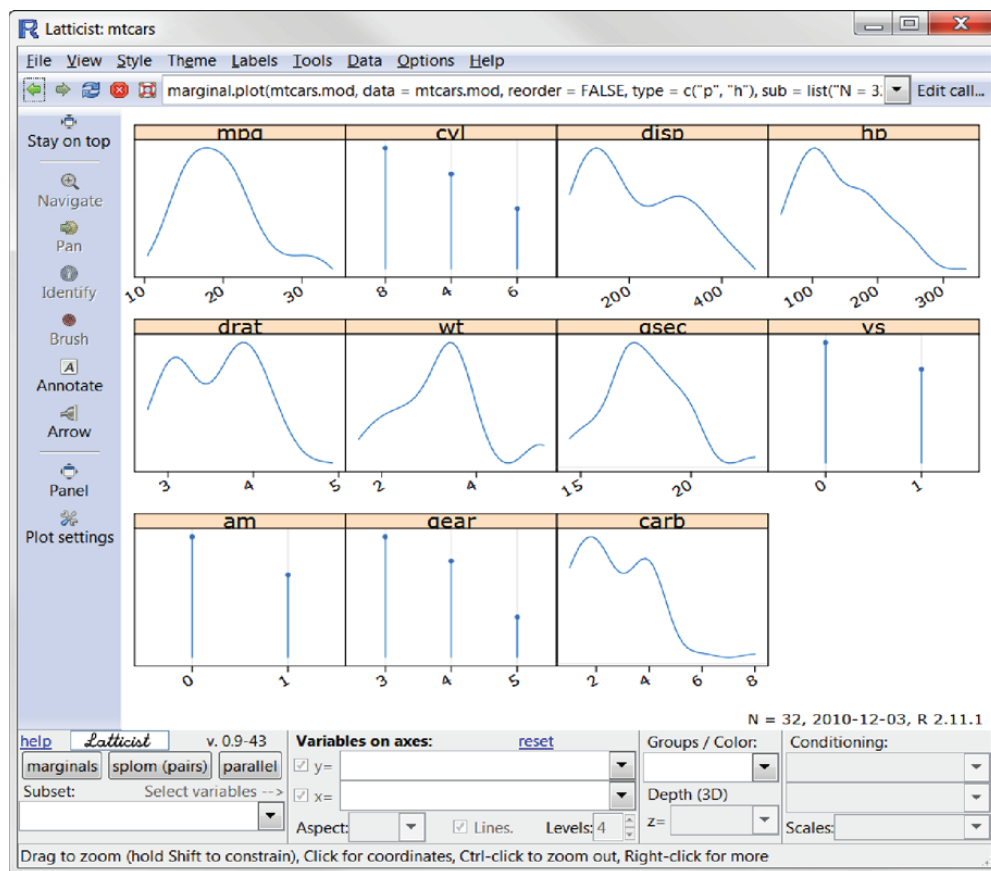 Latticist: mtcars
File View Style Theme Labels Tools Data Options Help
marginal.plot(mtcars.mod, data = mtcars.mod, reorder = FALSE, type = c("p", "h"), sub = list("N = 3 Edit call...
Stay on top
Navigate
Pan
Identify
Brush
Annotate
Arrow
Panel
Plot settings
mpg cyl disp hp
10 20 30 8 4 6 200 400 100 200 300
drat wt qsec vs
3 4 5 2 4 15 20 0 1
am gear carb
0 1 3 4 5 2 4 6 8
N = 32, 2010-12-03, R 2.11.1
help Latticist v. 0.9-43 Variables on axes: reset Groups / Color: Conditioning:
marginals splom (pairs) parallel y=
Subset: Select variables --> x= Depth (3D)
Aspect: Lines. Levels: 4 z= Scales:
Drag to zoom (hold Shift to constrain), Click for coordinates, Ctrl-click to zoom out, Right-click for more